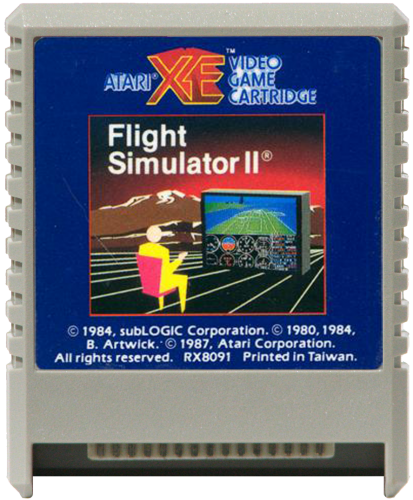 ATARI® XE™ VIDEO
GAME
CARTRIDGE
Flight
Simulator II®
© 1984, subLOGIC Corporation. © 1980, 1984,
B. Artwick. © 1987, Atari Corporation.
All rights reserved. RX8091 Printed in Taiwan.